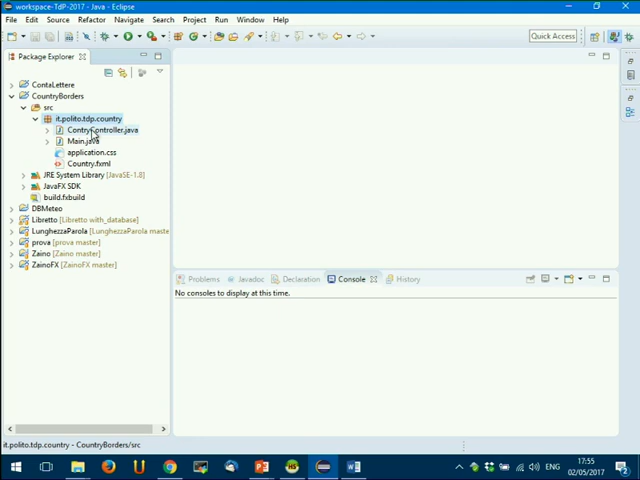 workspace-TdP-2017 - Java - Eclipse
File Edit Source Refactor Navigate Search Project Run Window Help
Quick Access
Package Explorer
ContaLettere
CountryBorders
src
it.polito.tdp.country
ContryController.java
Main.java
application.css
Country.fxml
JRE System Library [JavaSE-1.8]
JavaFX SDK
build.fxbuild
DBMeteo
Libretto [Libretto with_database]
LunghezzaParola [LunghezzaParola maste
prova [prova master]
Zaino [Zaino master]
ZainoFX [ZainoFX master]
Problems Javadoc Declaration Console History
No consoles to display at this time.
it.polito.tdp.country - CountryBorders/src
ENG
17:55
02/05/2017